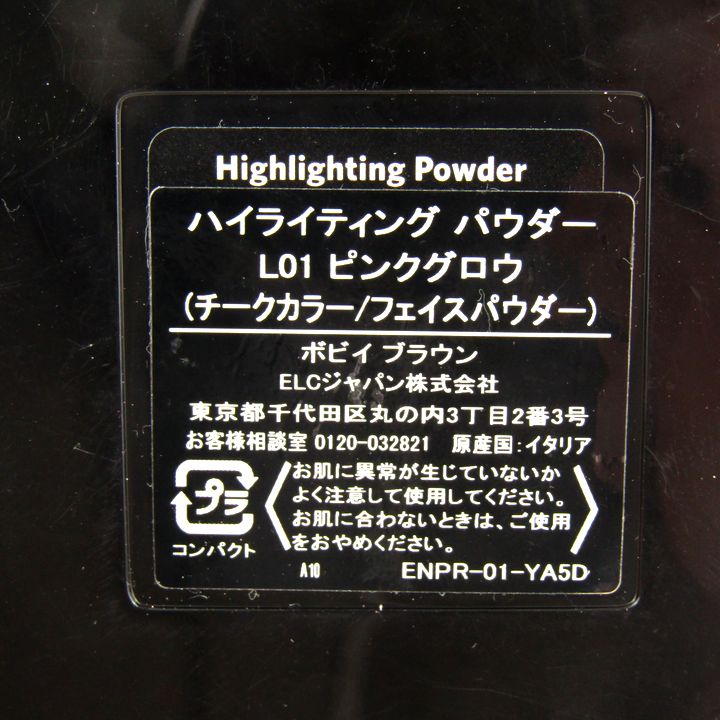 Highlighting Powder
ハイライティング パウダー
L01 ピンクグロウ
(チークカラー/フェイスパウダー)
ボビイ ブラウン
ELCジャパン株式会社
東京都千代田区丸の内3丁目2番3号
お客様相談室 0120-032821 原産国:イタリア
プラ
コンパクト
〈お肌に異常が生じていないか
よく注意して使用してください。
お肌に合わないときは、ご使用
をおやめください。〉
A10 ENPR-01-YA5D